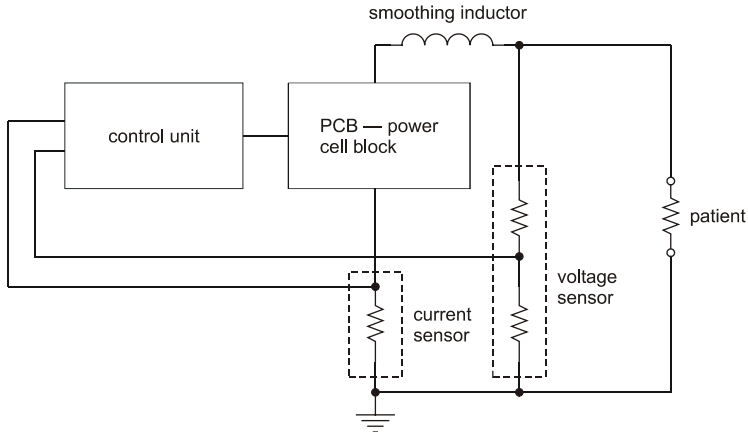 smoothing inductor
control unit
PCB — power
cell block
patient
voltage
sensor
current
sensor